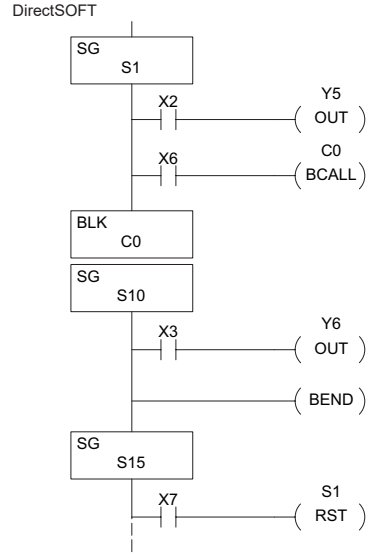 DirectSOFT
SG
S1
X2
Y5
OUT
X6
C0
BCALL
BLK
C0
SG
S10
X3
Y6
OUT
BEND
SG
S15
X7
S1
RST